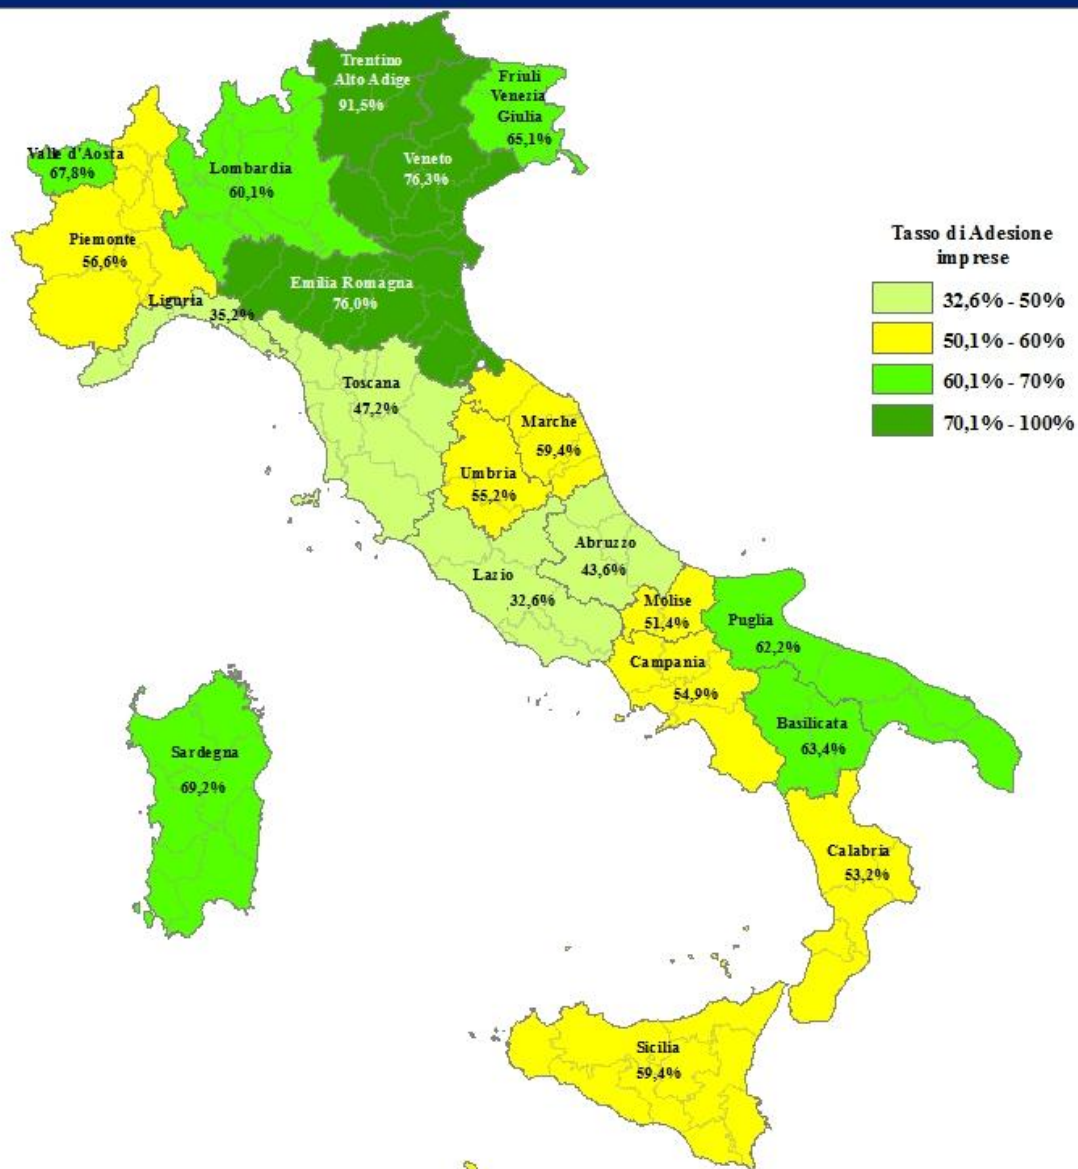 Trentino
Alto Adige
91,5%
Friuli
Venezia
Giulia
65,1%
Valle d'Aosta
67,8%
Lombardia
60,1%
Veneto
76,3%
Piemonte
56,6%
Emilia Romagna
76,0%
Liguria
35,2%
Tasso di Adesione
imprese
32,6% - 50%
50,1% - 60%
60,1% - 70%
70,1% - 100%
Toscana
47,2%
Marche
59,4%
Umbria
55,2%
Abruzzo
43,6%
Lazio
32,6%
Molise
51,4%
Puglia
62,2%
Campania
54,9%
Basilicata
63,4%
Sardegna
69,2%
Calabria
53,2%
Sicilia
59,4%